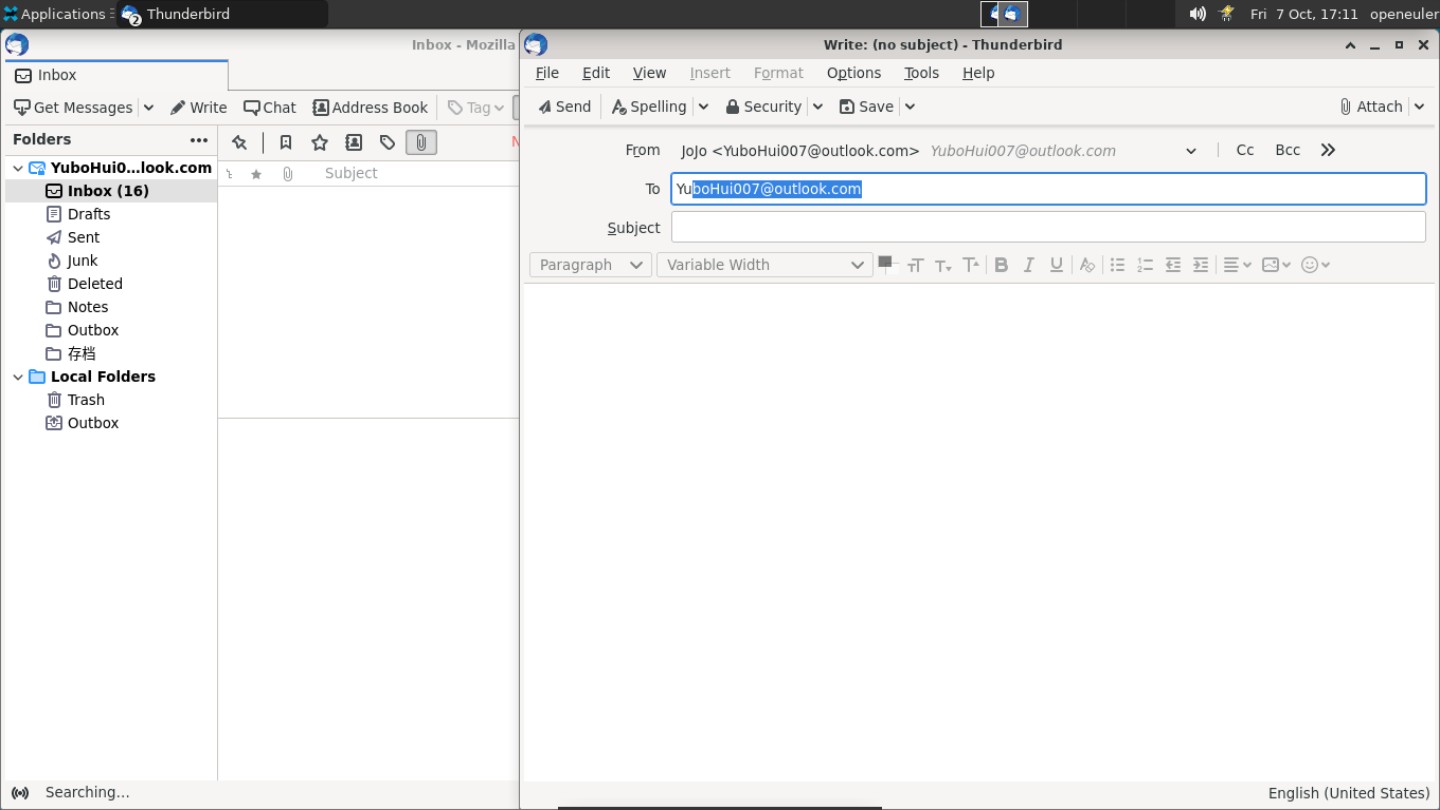 Applications
2 Thunderbird
Fri 7 Oct, 17:11 openeuler
Inbox - Mozilla
Write: (no subject) - Thunderbird
Inbox
File Edit View Insert Format Options Tools Help
Get Messages Write Chat Address Book Tag
Send Spelling Security Save Attach
Folders
From JoJo <YuboHui007@outlook.com> YuboHui007@outlook.com Cc Bcc
To YuboHui007@outlook.com
Subject
YuboHui0...look.com
Inbox (16)
Drafts
Sent
Junk
Deleted
Notes
Outbox
存档
Local Folders
Trash
Outbox
Subject
Paragraph Variable Width
Searching...
English (United States)